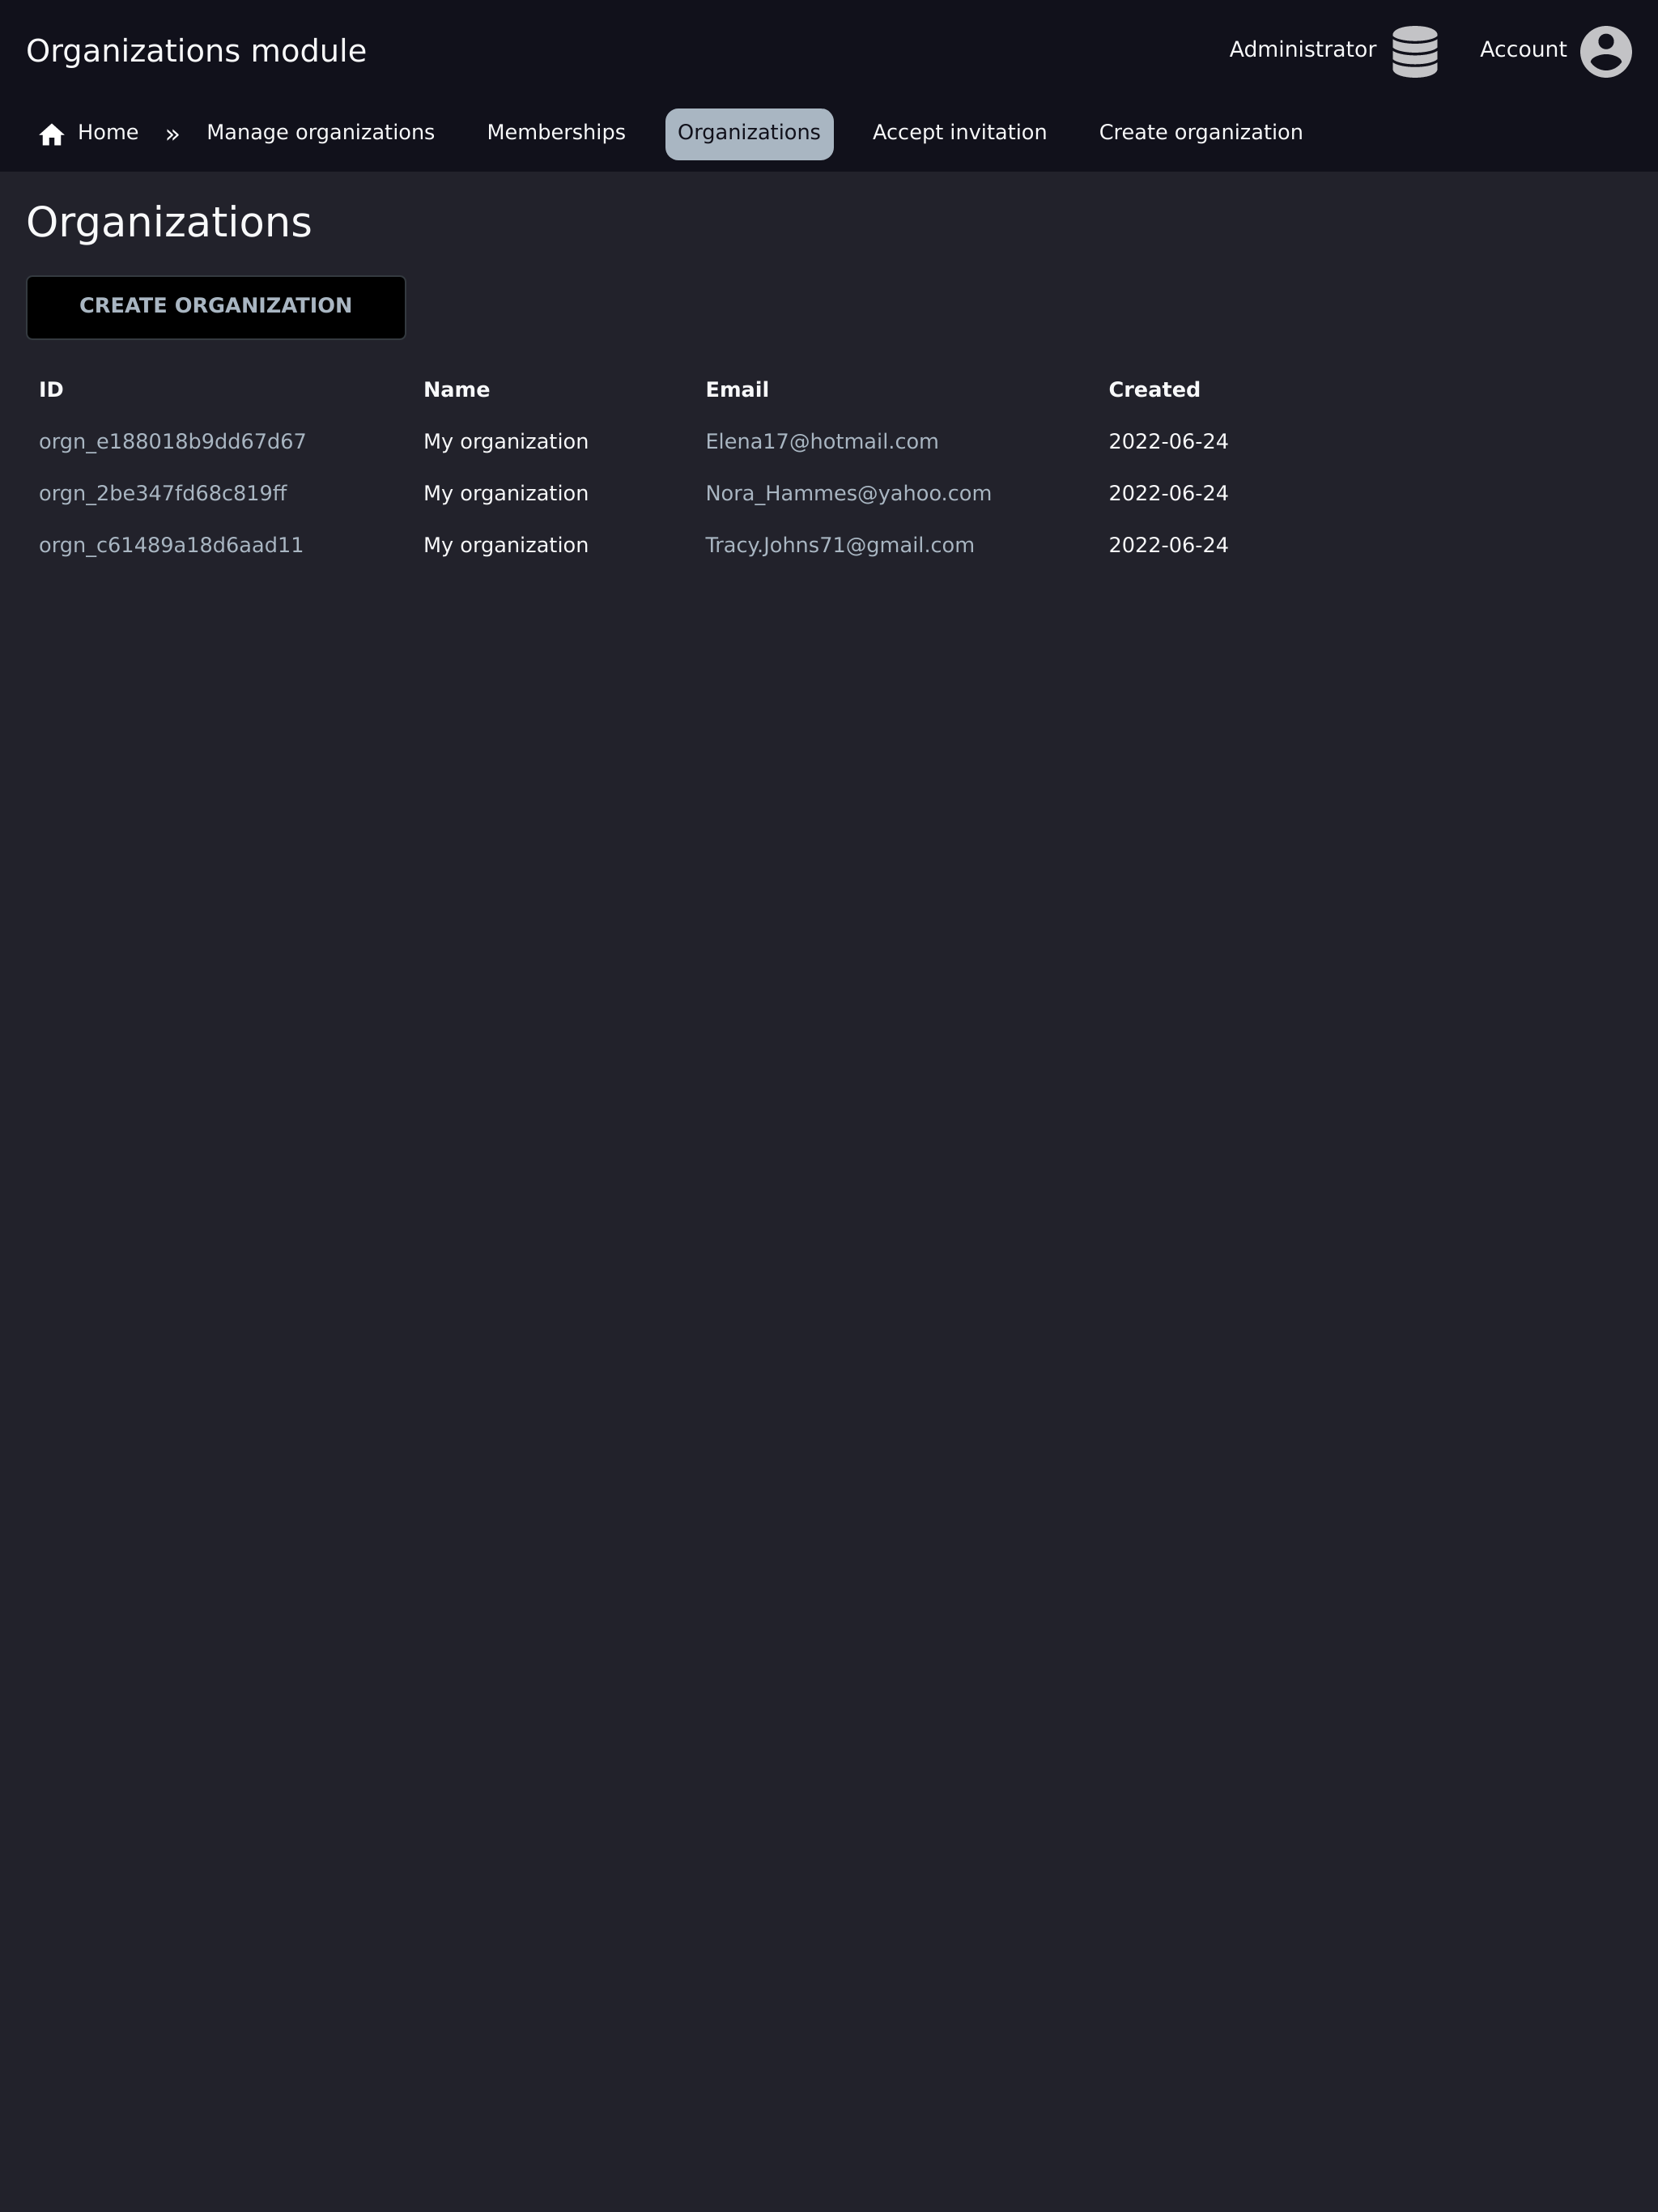 Organizations module Administrator Account
Home » Manage organizations Memberships Organizations Accept invitation Create organization
Organizations
CREATE ORGANIZATION
ID Name Email Created
orgn_e188018b9dd67d67 My organization Elena17@hotmail.com 2022-06-24
orgn_2be347fd68c819ff My organization Nora_Hammes@yahoo.com 2022-06-24
orgn_c61489a18d6aad11 My organization Tracy.Johns71@gmail.com 2022-06-24